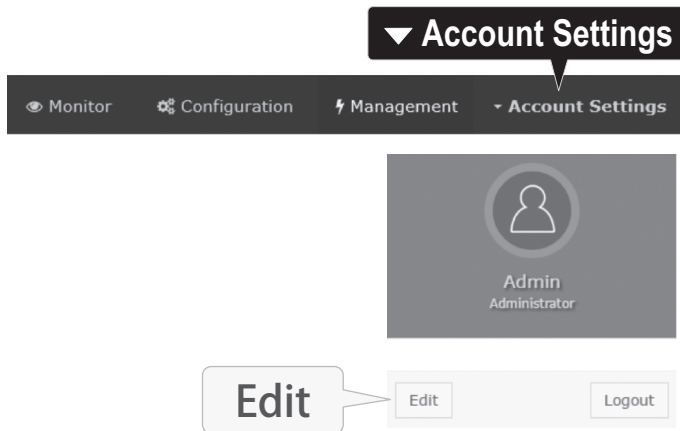 Account Settings
Monitor Configuration Management Account Settings
Admin
Administrator
Edit
Edit Logout